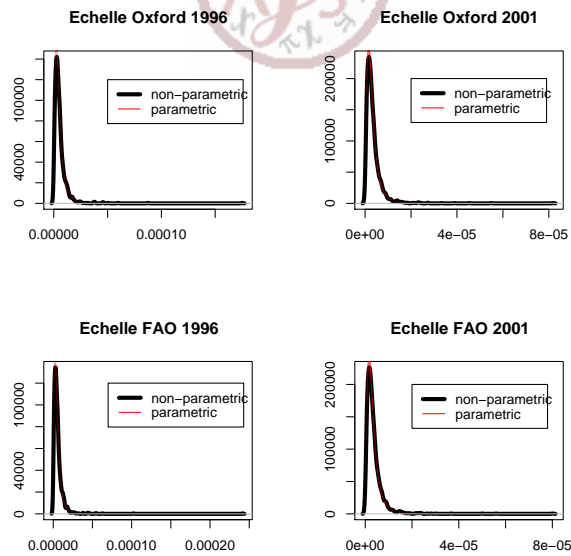 Echelle Oxford 1996
0 40000 100000
non−parametric
parametric
0.00000 0.00010
Echelle Oxford 2001
0 100000 200000
non−parametric
parametric
0e+00 4e−05 8e−05
Echelle FAO 1996
0 40000 100000
non−parametric
parametric
0.00000 0.00010 0.00020
Echelle FAO 2001
0 100000 200000
non−parametric
parametric
0e+00 4e−05 8e−05